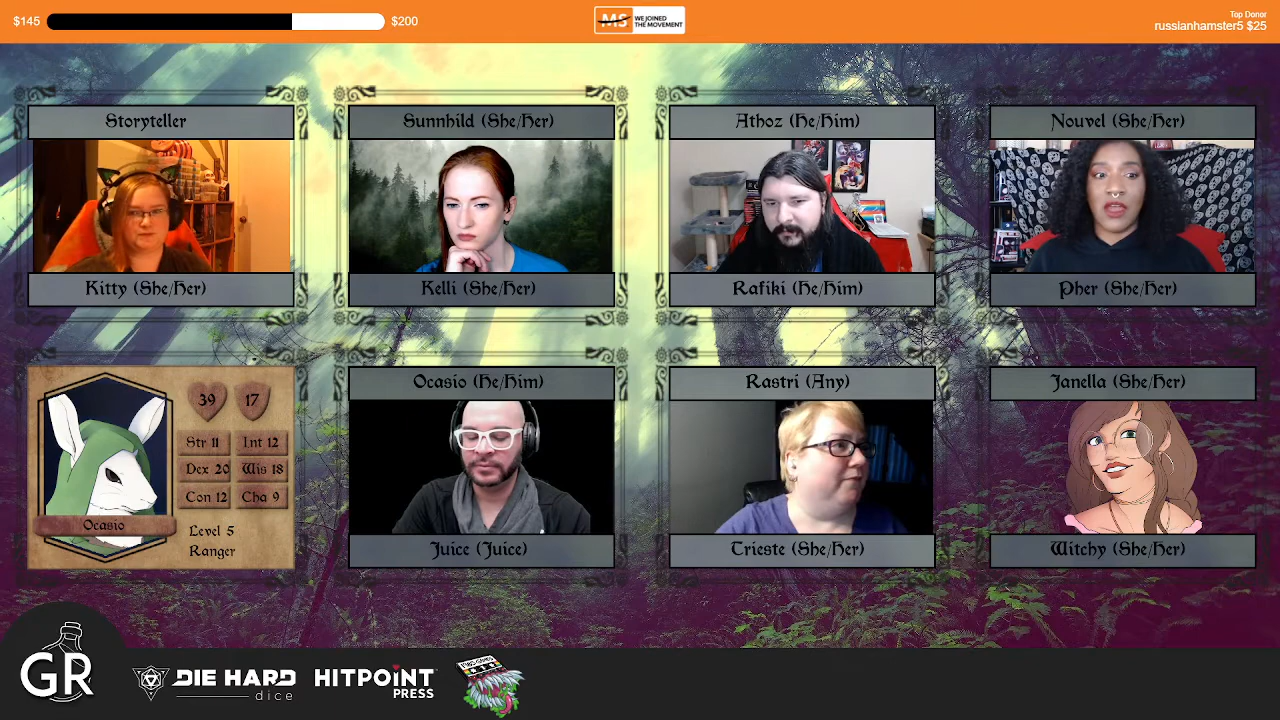 $145
$200
MS
WE JOINED
THE MOVEMENT
Top Donor
russianhamster5 $25
Storyteller
Sunnhild (She/Her)
Athoz (He/Him)
Nouvel (She/Her)
Kitty (She/Her)
Kelli (She/Her)
Rafiki (He/Him)
Pher (She/Her)
39
17
Str 11
Int 12
Dex 20
Wis 18
Con 12
Cha 9
Ocasio
Level 5
Ranger
Ocasio (He/Him)
Rastri (Any)
Janella (She/Her)
Juice (Juice)
Trieste (She/Her)
Witchy (She/Her)
GR
DIE HARD
dice
HITPOINT
PRESS